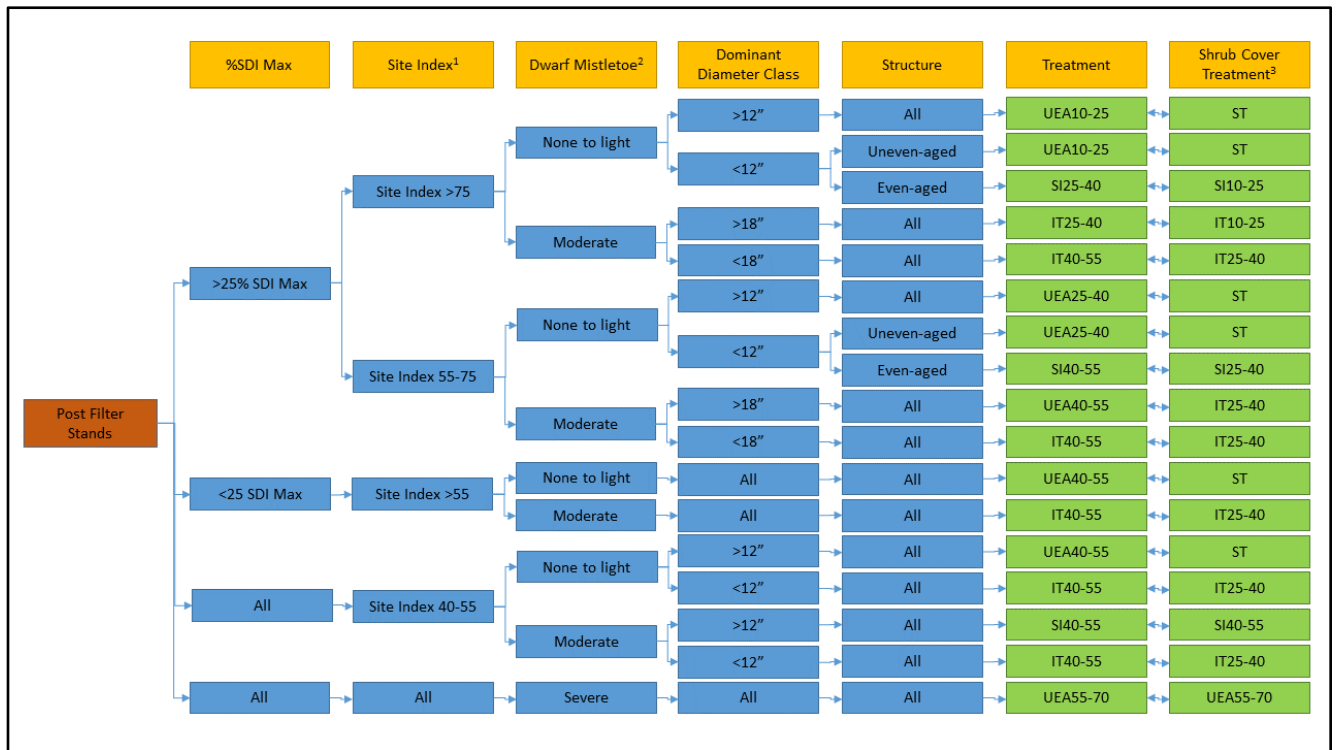 %SDI Max
Site Index1
Dwarf Mistletoe2
Dominant
Diameter Class
Structure
Treatment
Shrub Cover
Treatment3
>12”
All
UEA10-25
ST
None to light
Uneven-aged
UEA10-25
ST
<12”
Site Index >75
Even-aged
SI25-40
SI10-25
>18”
All
IT25-40
IT10-25
Moderate
<18”
All
IT40-55
IT25-40
>25% SDI Max
>12”
All
UEA25-40
ST
None to light
Uneven-aged
UEA25-40
ST
<12”
Site Index 55-75
Even-aged
SI40-55
SI25-40
Post Filter
Stands
>18”
All
UEA40-55
IT25-40
Moderate
<18”
All
IT40-55
IT25-40
None to light
All
All
UEA40-55
ST
<25 SDI Max
Site Index >55
Moderate
All
All
IT40-55
IT25-40
>12”
All
UEA40-55
ST
None to light
<12”
All
IT40-55
IT25-40
All
Site Index 40-55
>12”
All
SI40-55
SI40-55
Moderate
<12”
All
IT40-55
IT25-40
All
All
Severe
All
All
UEA55-70
UEA55-70